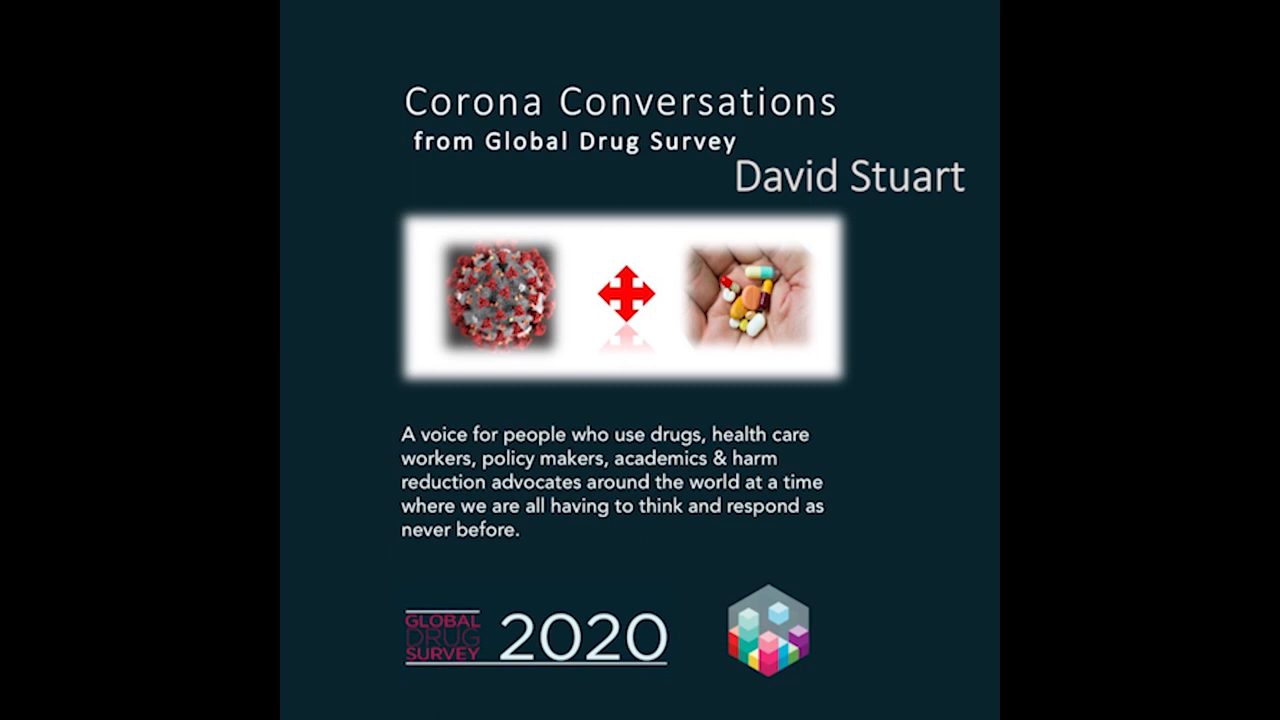 Corona Conversations
from Global Drug Survey
David Stuart
A voice for people who use drugs, health care
workers, policy makers, academics & harm
reduction advocates around the world at a time
where we are all having to think and respond as
never before.
GLOBAL
DRUG
SURVEY
2020